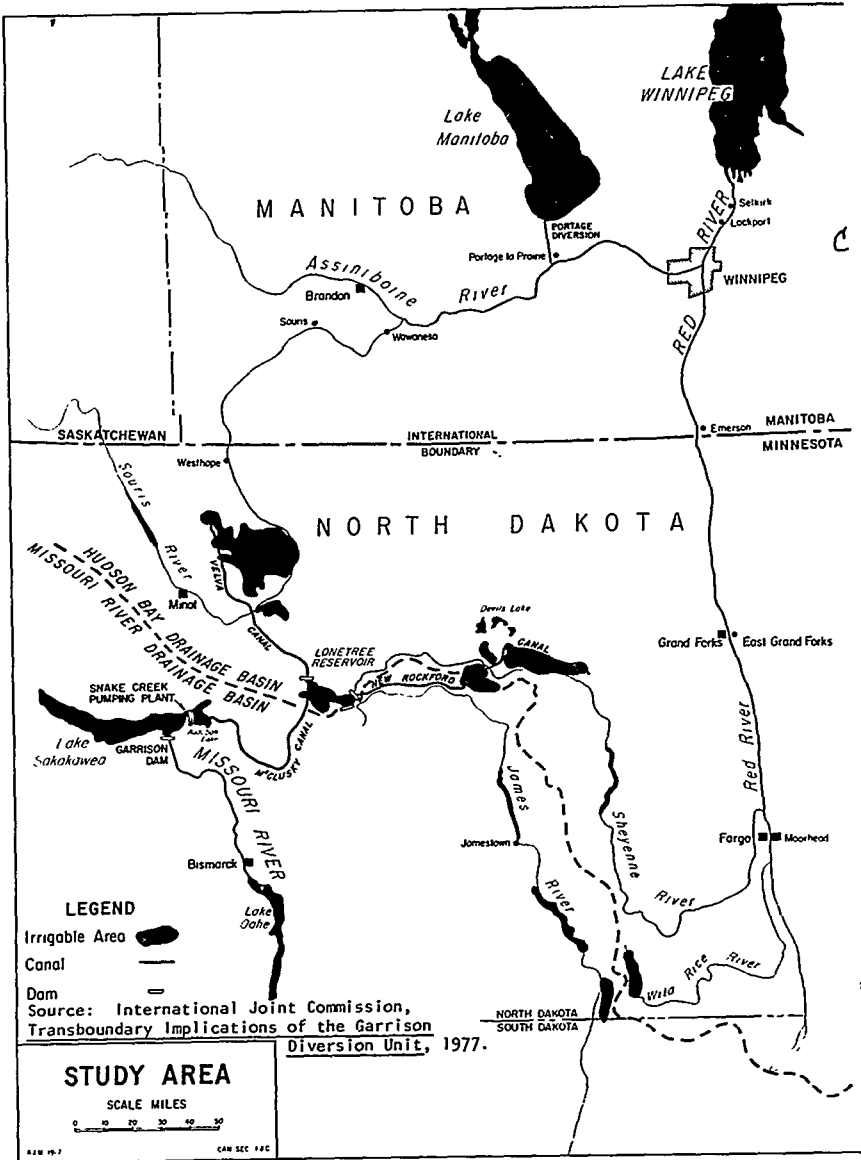 LAKE
WINNIPEG
Lake
Manitoba
MANITOBA
Selkirk
Lockport
RIVER
PORTAGE
DIVERSION
Portage la Prairie
C
Assiniboine
River
Brandon
WINNIPEG
Souris
Wawanesa
RED
Emerson
MANITOBA
SASKATCHEWAN
INTERNATIONAL
BOUNDARY
MINNESOTA
Westhope
Souris
River
NORTH DAKOTA
VELVA
CANAL
Minot
HUDSON BAY DRAINAGE BASIN
MISSOURI RIVER DRAINAGE BASIN
Devils Lake
CANAL
LONETREE
RESERVOIR
NEW ROCKFORD
Grand Forks
East Grand Forks
SNAKE CREEK
PUMPING PLANT
Lake
Sakakawea
GARRISON
DAM
McCLUSKY CANAL
MISSOURI RIVER
James
River
Sheyenne
River
Red River
Jamestown
Fargo
Moorhead
Bismarck
Lake
Oahe
Wild Rice River
LEGEND
Irrigable Area
Canal
Dam
Source: International Joint Commission,
Transboundary Implications of the Garrison
Diversion Unit, 1977.
NORTH DAKOTA
SOUTH DAKOTA
STUDY AREA
SCALE MILES
0 10 20 30 40 50